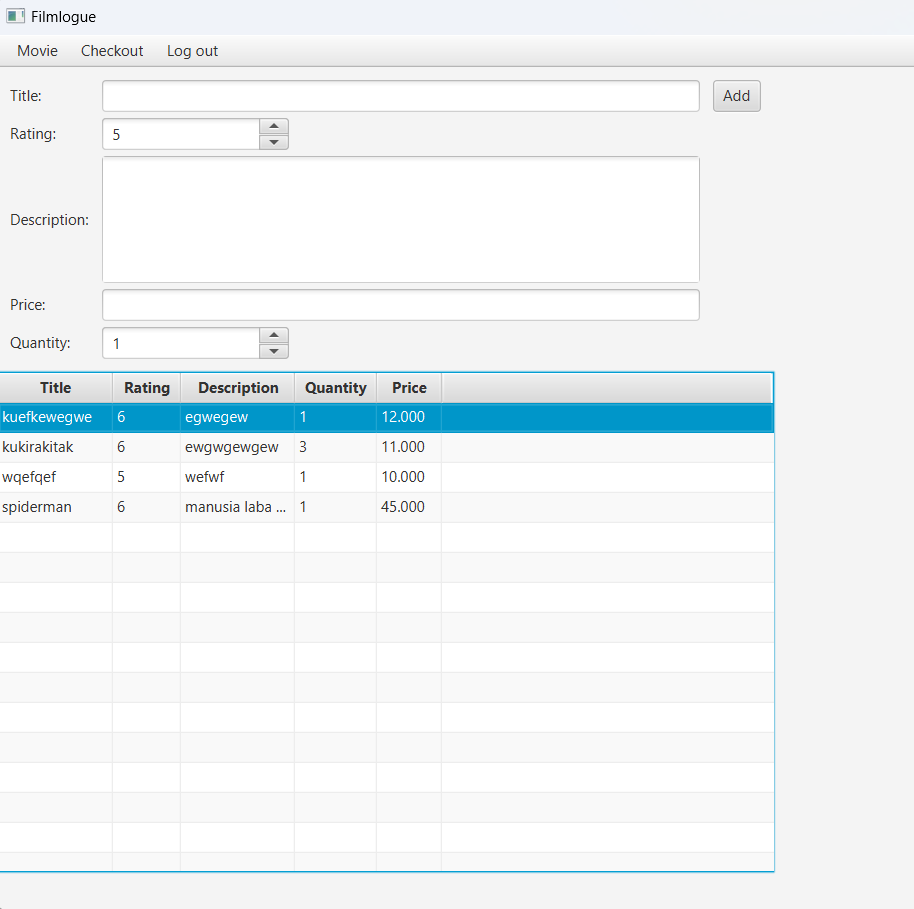 Filmlogue
Movie Checkout Log out
Title: Add
Rating: 5
Description:
Price:
Quantity: 1
Title Rating Description Quantity Price
kuefkewegwe 6 egwegew 1 12.000
kukirakitak 6 ewgwgewgew 3 11.000
wqefqef 5 wefwf 1 10.000
spiderman 6 manusia laba ... 1 45.000